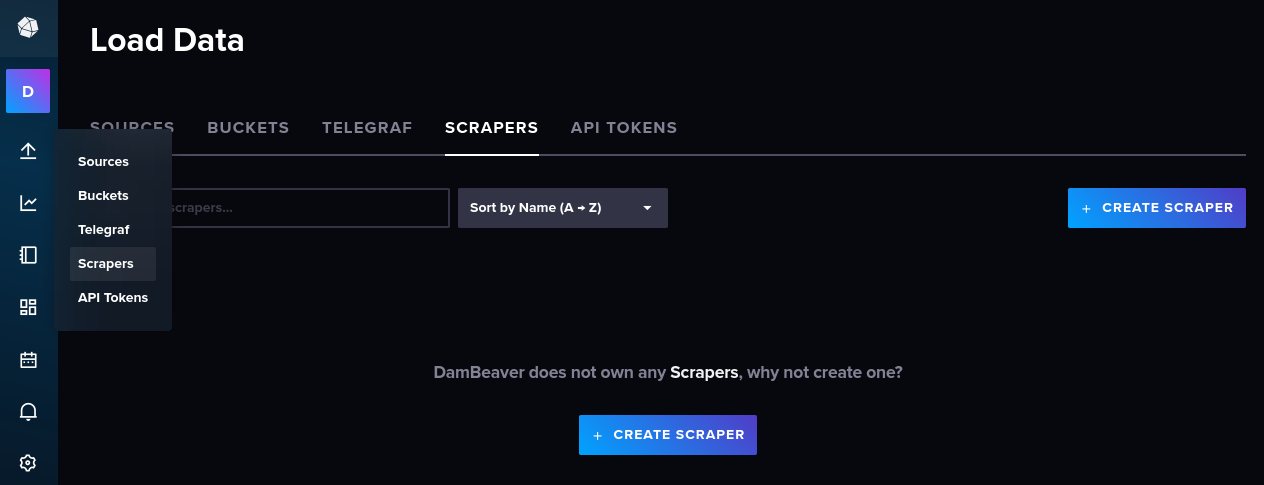 Load Data
D
SOURCES BUCKETS TELEGRAF SCRAPERS API TOKENS
Sources
Buckets
Telegraf
Scrapers
API Tokens
scrapers...
Sort by Name (A → Z)
+ CREATE SCRAPER
DamBeaver does not own any Scrapers, why not create one?
+ CREATE SCRAPER